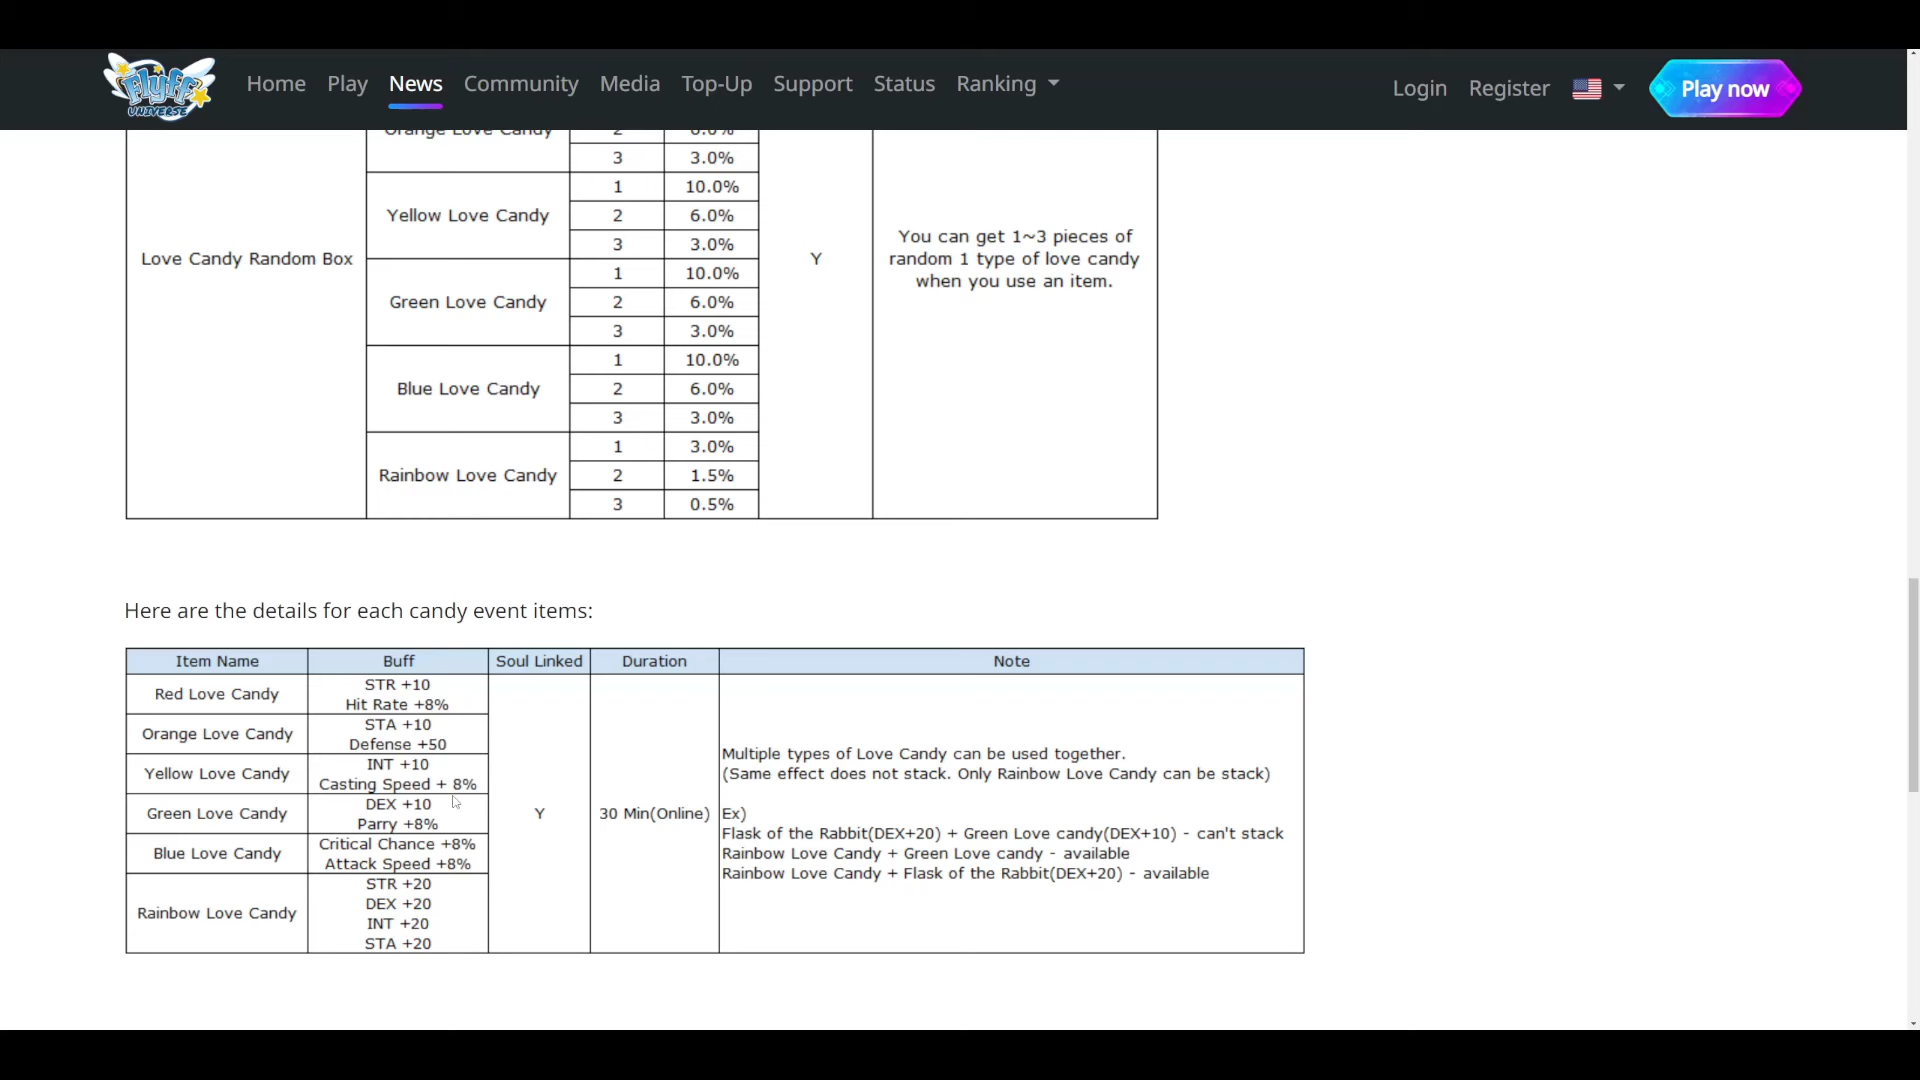 Flyff
UNIVERSE
Home Play News Community Media Top-Up Support Status Ranking
Login Register Play now
Orange Love Candy 2 6.0%
3 3.0%
Yellow Love Candy
1 10.0%
2 6.0%
3 3.0%
Love Candy Random Box
Green Love Candy
1 10.0%
2 6.0%
3 3.0%
Blue Love Candy
1 10.0%
2 6.0%
3 3.0%
Rainbow Love Candy
1 3.0%
2 1.5%
3 0.5%
Y
You can get 1~3 pieces of
random 1 type of love candy
when you use an item.
Here are the details for each candy event items:
Item Name Buff Soul Linked Duration Note
Red Love Candy
STR +10
Hit Rate +8%
Orange Love Candy
STA +10
Defense +50
Yellow Love Candy
INT +10
Casting Speed + 8%
Green Love Candy
DEX +10
Parry +8%
Blue Love Candy
Critical Chance +8%
Attack Speed +8%
Rainbow Love Candy
STR +20
DEX +20
INT +20
STA +20
Y
30 Min(Online)
Multiple types of Love Candy can be used together.
(Same effect does not stack. Only Rainbow Love Candy can be stack)
Ex)
Flask of the Rabbit(DEX+20) + Green Love candy(DEX+10) - can't stack
Rainbow Love Candy + Green Love candy - available
Rainbow Love Candy + Flask of the Rabbit(DEX+20) - available